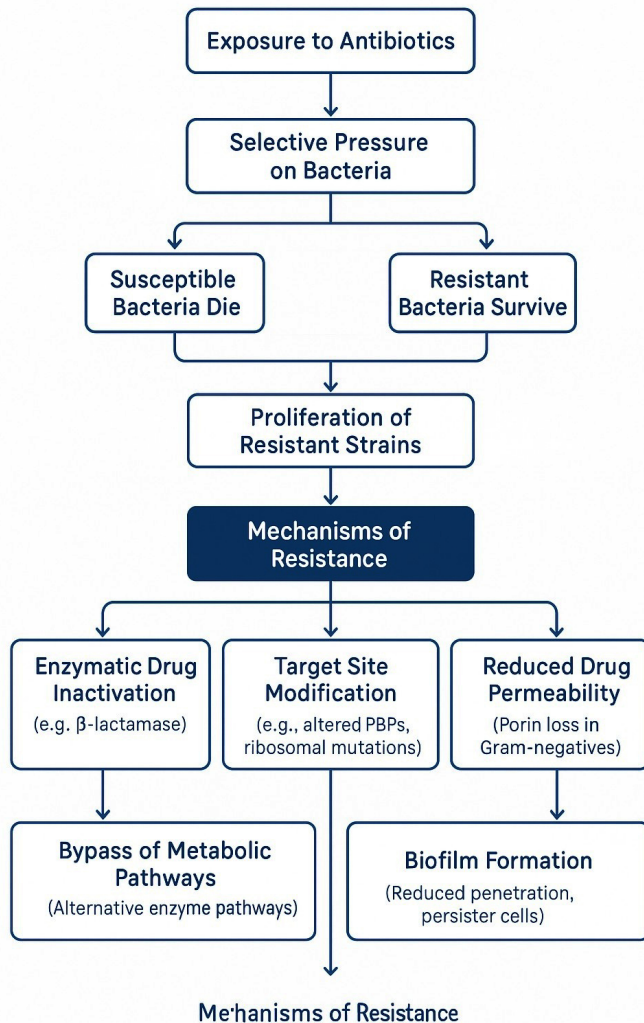 Exposure to Antibiotics
Selective Pressure
on Bacteria
Susceptible
Bacteria Die
Resistant
Bacteria Survive
Proliferation of
Resistant Strains
Mechanisms of
Resistance
Enzymatic Drug
Inactivation
(e.g. β-lactamase)
Target Site
Modification
(e.g., altered PBPs,
ribosomal mutations)
Reduced Drug
Permeability
(Porin loss in
Gram-negatives)
Bypass of Metabolic
Pathways
(Alternative enzyme pathways)
Biofilm Formation
(Reduced penetration,
persister cells)
Me·hanisms of Resistance